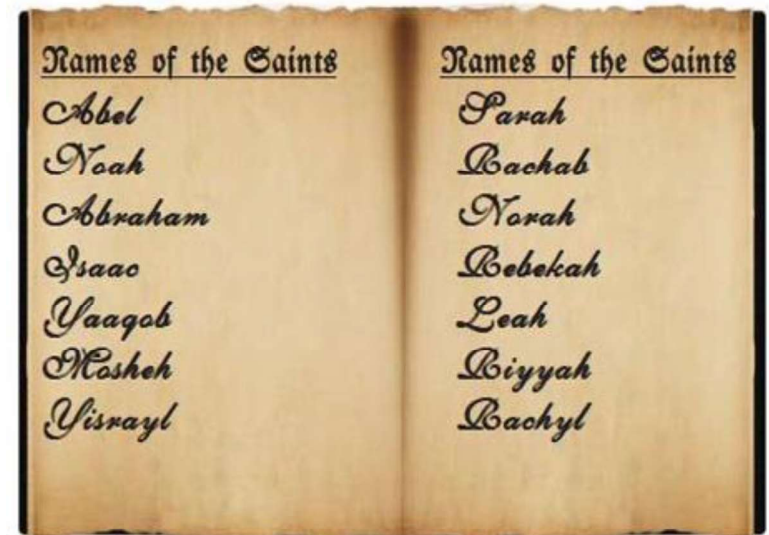 Names of the Saints
Abel
Noah
Abraham
Isaac
Yaaqob
Mosheh
Yisrayl
Names of the Saints
Sarah
Rachab
Norah
Rebekah
Leah
Riyyah
Rachyl